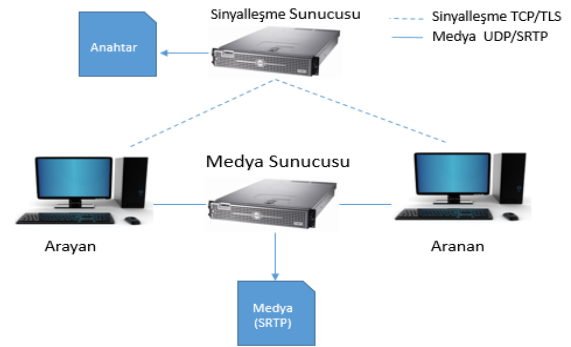 Sinyalleşme Sunucusu
Sinyalleşme TCP/TLS
Medya UDP/SRTP
Anahtar
Medya Sunucusu
Arayan
Aranan
Medya
(SRTP)